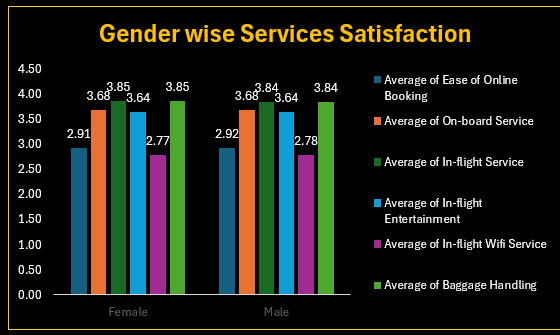 Gender wise Services Satisfaction
4.50
4.00
3.50
3.00
2.50
2.00
1.50
1.00
0.50
0.00
2.91
3.68
3.85
3.64
2.77
3.85
2.92
3.68
3.84
3.64
2.78
3.84
Female
Male
Average of Ease of Online
Booking
Average of On-board Service
Average of In-flight Service
Average of In-flight
Entertainment
Average of In-flight Wifi Service
Average of Baggage Handling